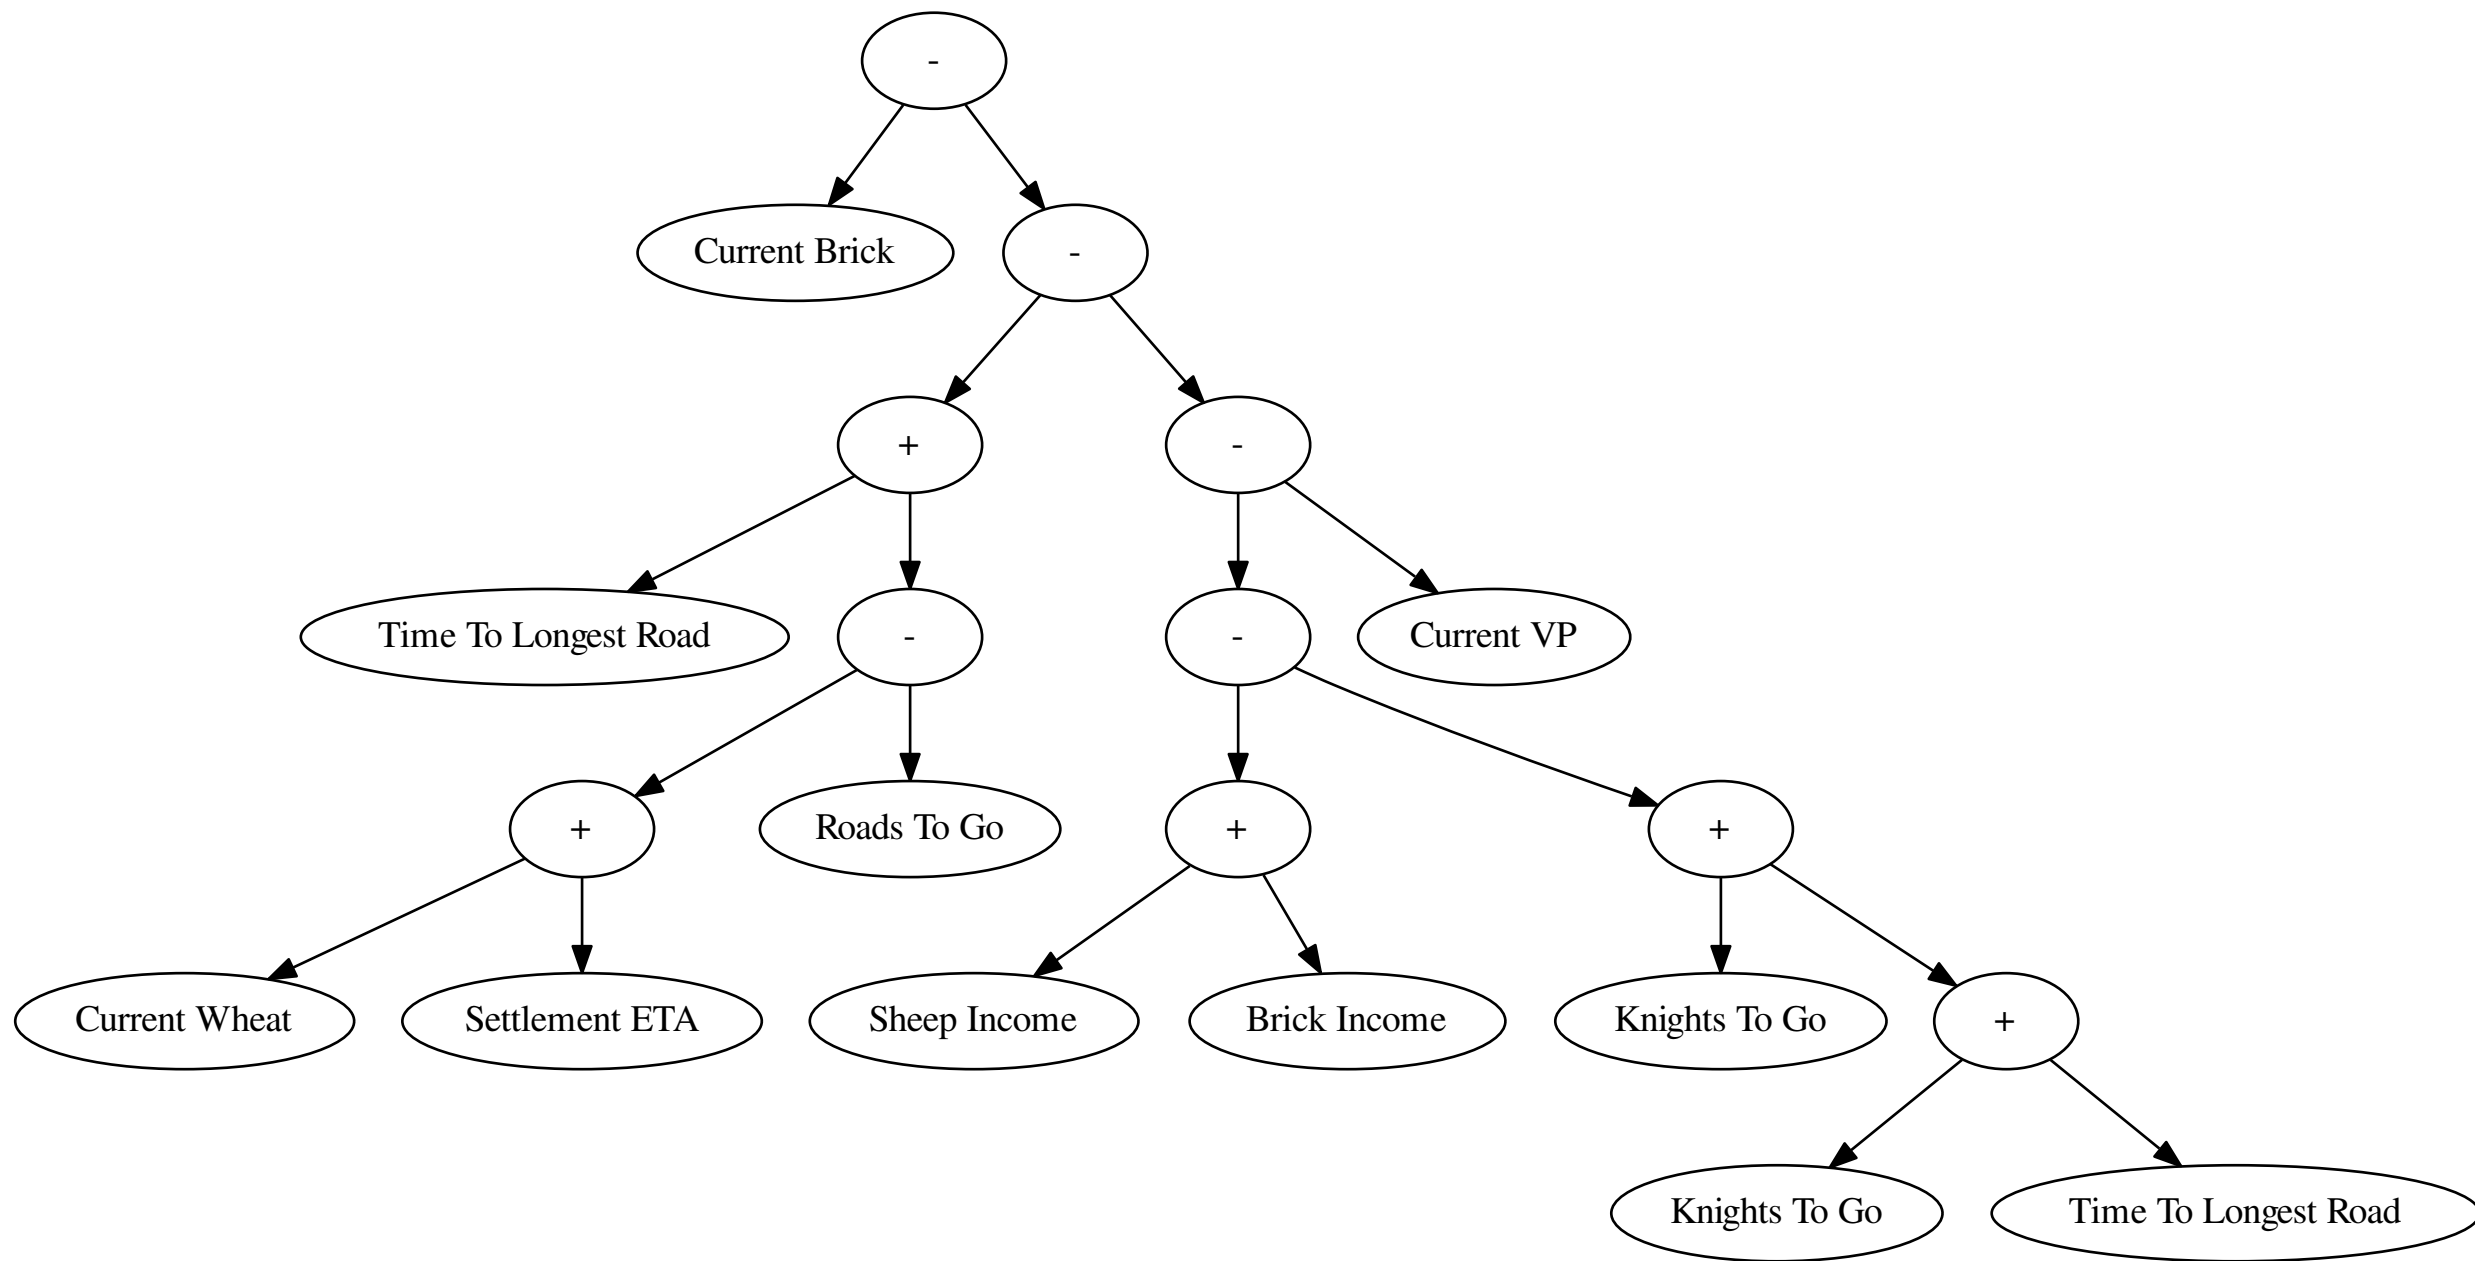 -
Current Brick
-
+
-
Time To Longest Road
-
-
Current VP
+
Roads To Go
+
+
Current Wheat
Settlement ETA
Sheep Income
Brick Income
Knights To Go
+
Knights To Go
Time To Longest Road